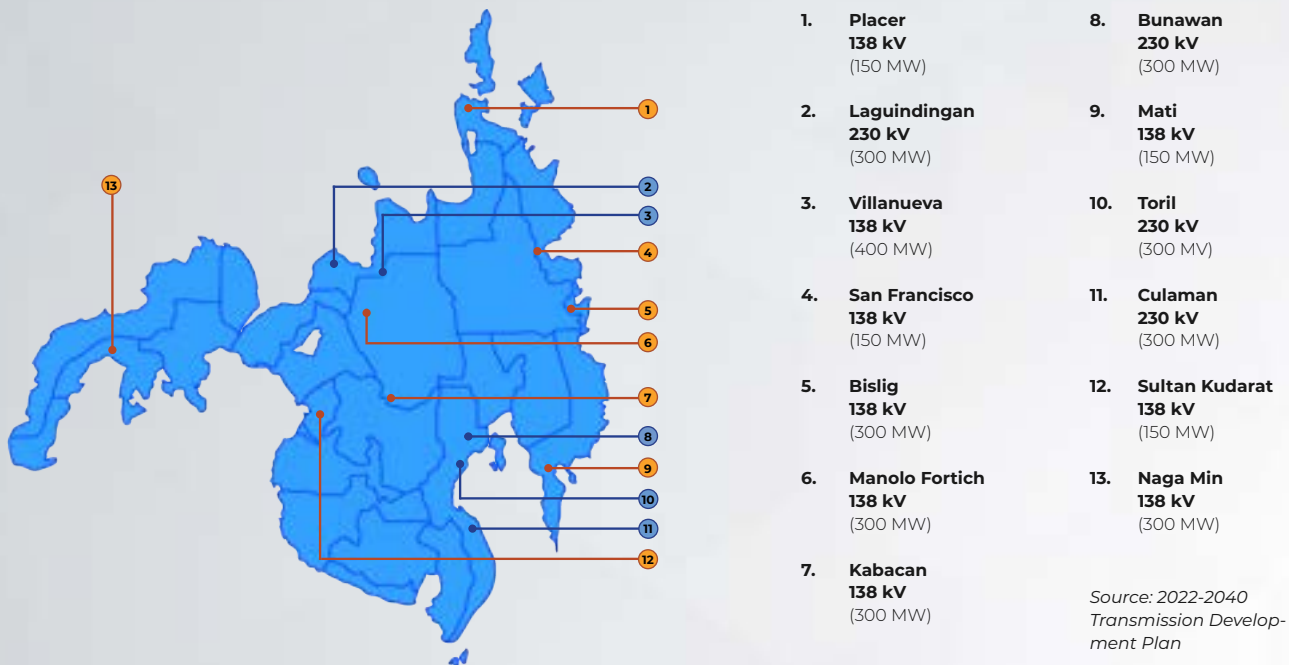 1
13
2
3
4
5
6
7
8
9
10
11
12
1. Placer
138 kV
(150 MW)
2. Laguindingan
230 kV
(300 MW)
3. Villanueva
138 kV
(400 MW)
4. San Francisco
138 kV
(150 MW)
5. Bislig
138 kV
(300 MW)
6. Manolo Fortich
138 kV
(300 MW)
7. Kabacan
138 kV
(300 MW)
8. Bunawan
230 kV
(300 MW)
9. Mati
138 kV
(150 MW)
10. Toril
230 kV
(300 MV)
11. Culaman
230 kV
(300 MW)
12. Sultan Kudarat
138 kV
(150 MW)
13. Naga Min
138 kV
(300 MW)
Source: 2022-2040
Transmission Develop-
ment Plan